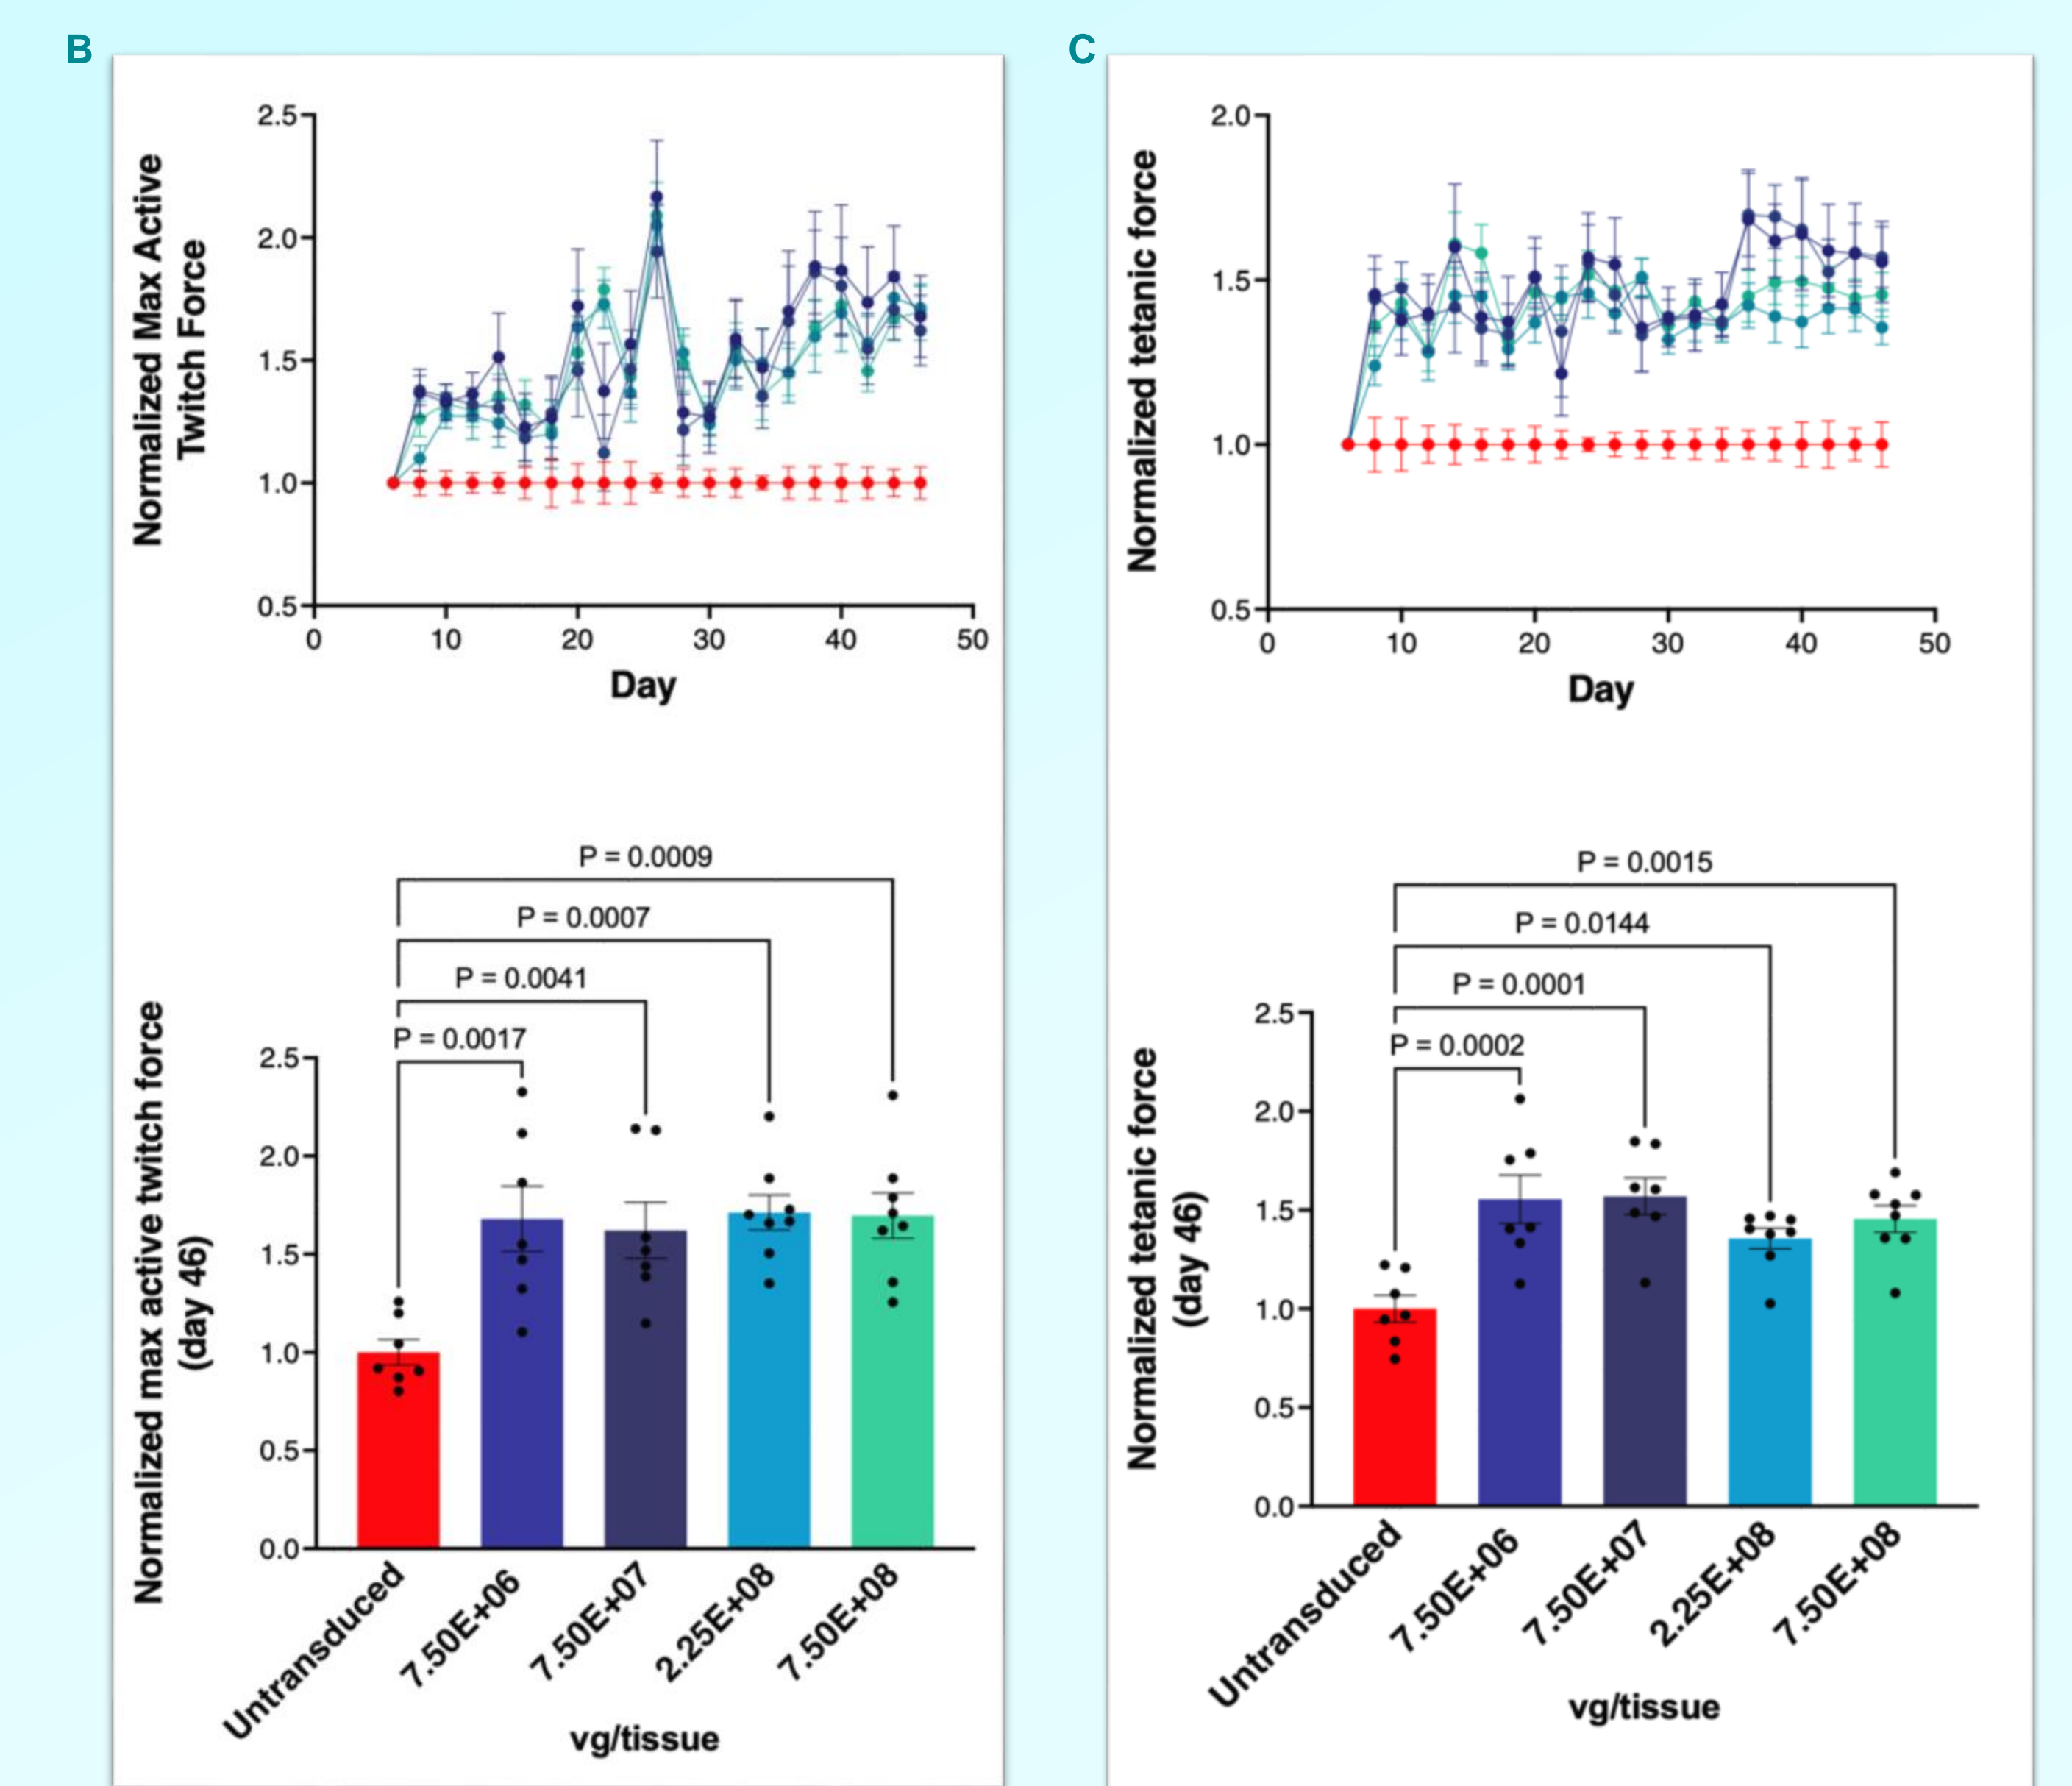 B
Normalized Max Active
Twitch Force
2.5
2.0
1.5
1.0
0.5
0
10
20
30
40
50
Day
P = 0.0009
P = 0.0007
P = 0.0041
P = 0.0017
Normalized max active twitch force
(day 46)
2.5
2.0
1.5
1.0
0.5
0.0
Untransduced
7.50E+06
7.50E+07
2.25E+08
7.50E+08
vg/tissue
C
Normalized tetanic force
2.0
1.5
1.0
0.5
0
10
20
30
40
50
Day
P = 0.0015
P = 0.0144
P = 0.0001
P = 0.0002
Normalized tetanic force
(day 46)
2.5
2.0
1.5
1.0
0.5
0.0
Untransduced
7.50E+06
7.50E+07
2.25E+08
7.50E+08
vg/tissue